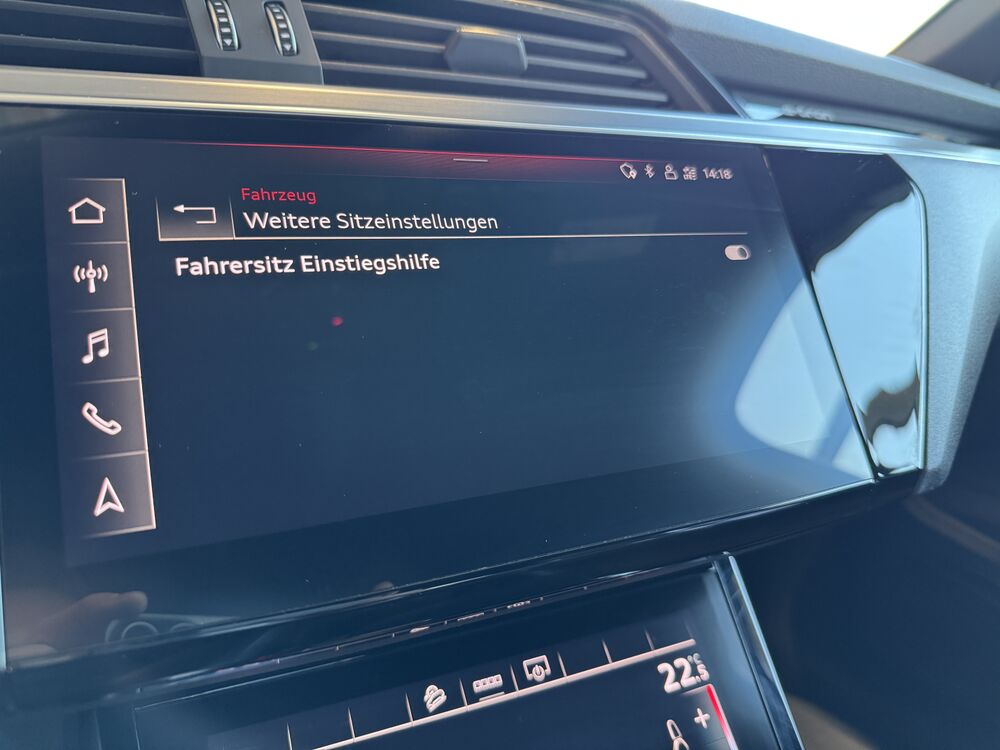 14:18
Fahrzeug
Weitere Sitzeinstellungen
Fahrersitz Einstiegshilfe
22.5°C
+